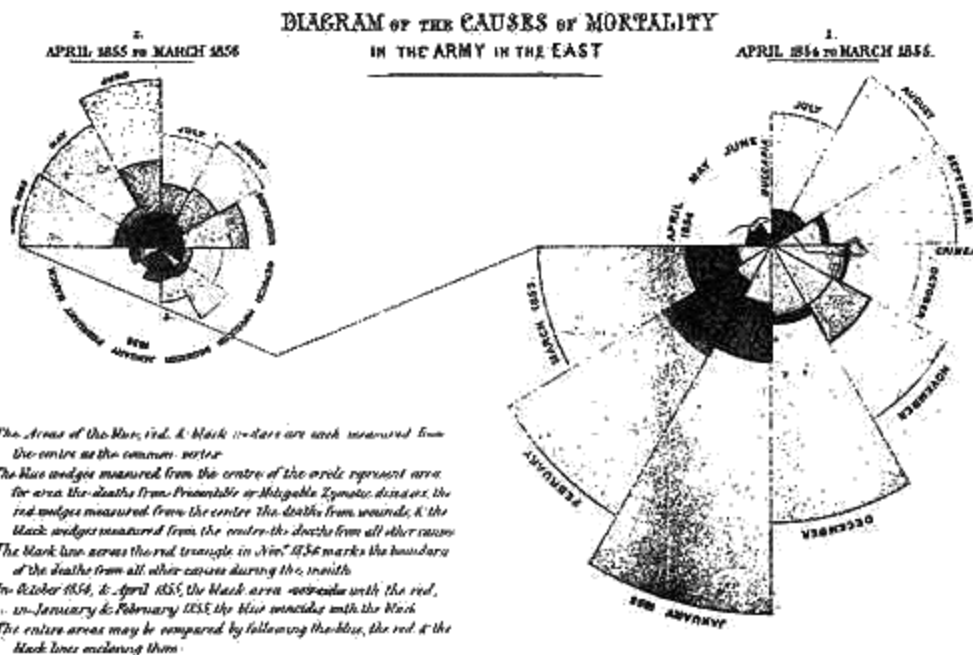 DIAGRAM OF THE CAUSES OF MORTALITY
IN THE ARMY IN THE EAST
2.
APRIL 1855 TO MARCH 1856
1.
APRIL 1854 TO MARCH 1855.
JUNE
MAY
JULY
AUGUST
SEPTEMBER
JANUARY
FEBRUARY
MARCH
1856
JULY
AUGUST
SEPTEMBER
CRIMEA
OCTOBER
NOVEMBER
DECEMBER
JANUARY 1855
FEBRUARY
MARCH 1855
APRIL
1854
MAY
JUNE
BULGARIA
The Areas of the blue, red, & black are each measured from
the centre as the common vertex
The blue wedges measured from the centre of the circle represent area
for area the deaths from Preventible or Mitigable Zymotic diseases, the
red wedges measured from the centre the deaths from wounds, & the
black wedges measured from the centre the deaths from all other causes
The black line across the red triangle in Nov.r 1854 marks the boundary
of the deaths from all other causes during the month
In October 1854, & April 1855, the black area coincides with the red,
in January & February 1855, the blue coincides with the black
The entire areas may be compared by following the blue, the red & the
black lines enclosing them.